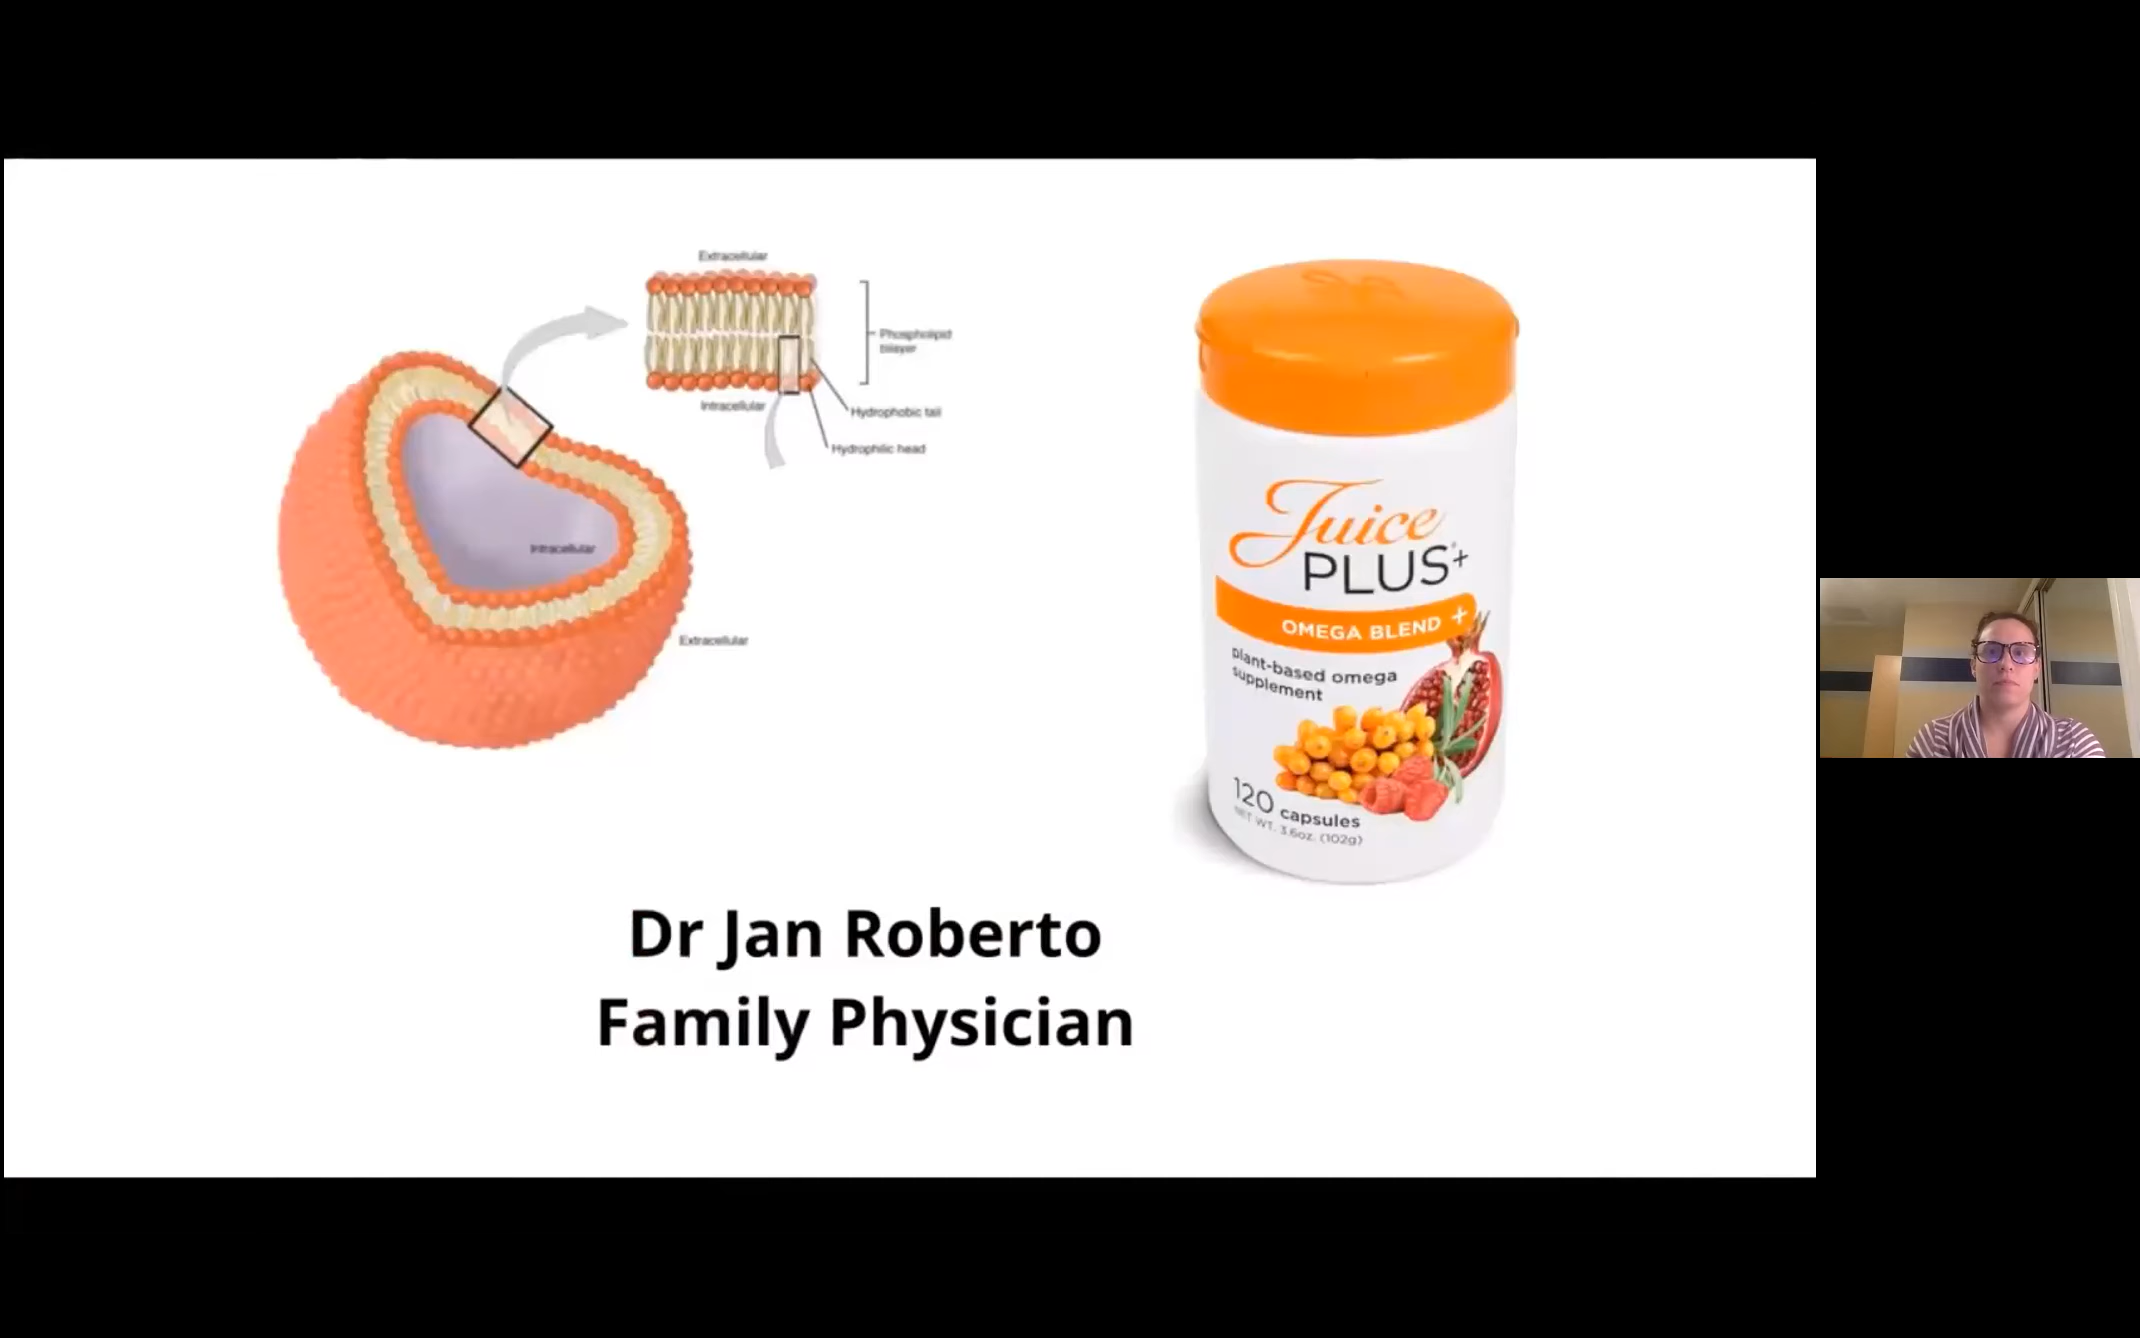 Extracellular
Phospholipid
bilayer
Intracellular
Hydrophobic tail
Hydrophilic head
Intracellular
Extracellular
Juice
PLUS+
OMEGA BLEND +
plant-based omega
supplement
120 capsules
NET WT. 3.6oz. (102g)
Dr Jan Roberto
Family Physician